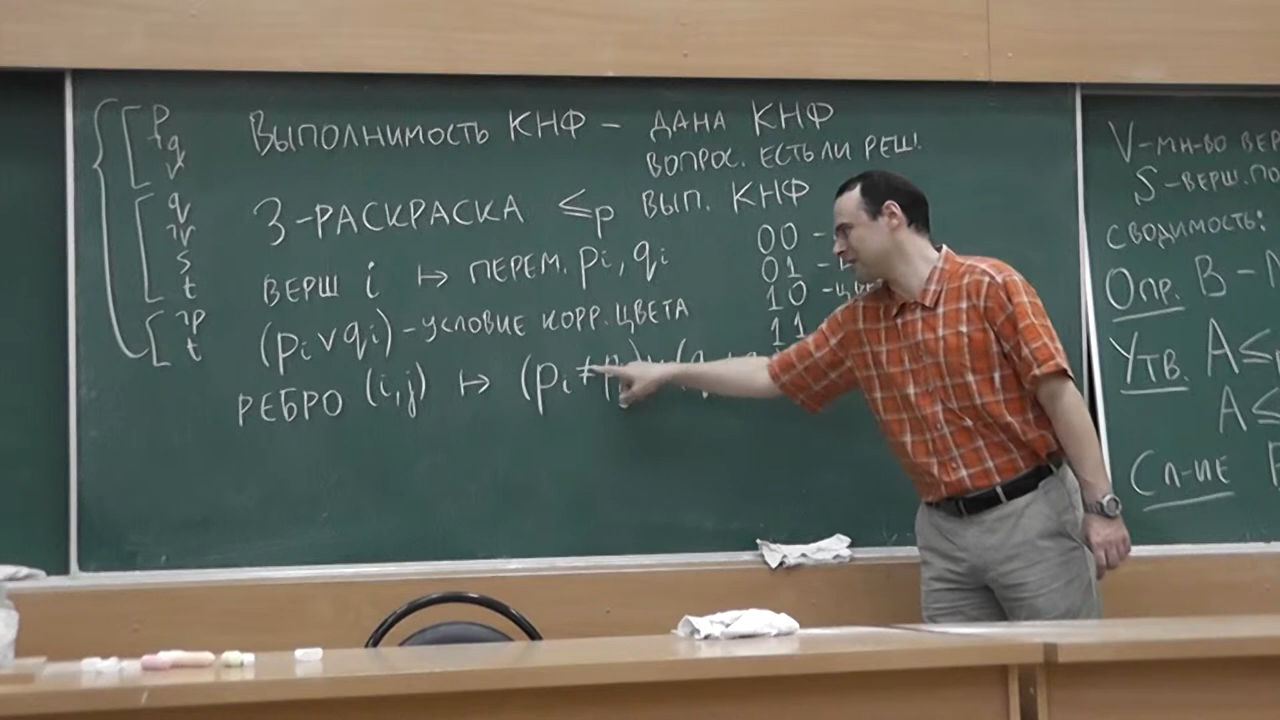 p
¬q
r
q
¬r
s
t
¬p
t
ВЫПОЛНИМОСТЬ КНФ – ДАНА КНФ
ВОПРОС. ЕСТЬ ЛИ РЕШ.
3-РАСКРАСКА ≤p ВЫП. КНФ
ВЕРШ i ↦ ПЕРЕМ. pi, qi
(pi ∨ qi) – УСЛОВИЕ КОРР. ЦВЕТА
РЕБРО (i,j) ↦ (pi ≠ pj) ∨ (q
00 –
01 –
10 –
11
V – МН-ВО ВЕР
S – ВЕРШ. ПО
СВОДИМОСТЬ:
Опр. В –
Утв. А ≤p
А ≤
Сл-ие